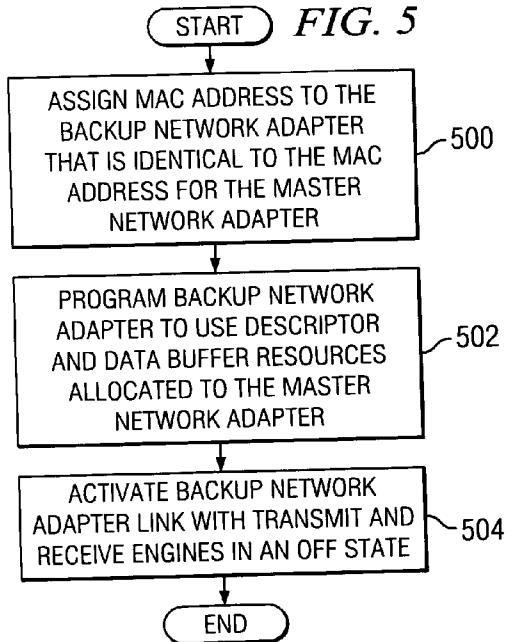 START FIG. 5
ASSIGN MAC ADDRESS TO THE
BACKUP NETWORK ADAPTER
THAT IS IDENTICAL TO THE MAC
ADDRESS FOR THE MASTER
NETWORK ADAPTER
500
PROGRAM BACKUP NETWORK
ADAPTER TO USE DESCRIPTOR
AND DATA BUFFER RESOURCES
ALLOCATED TO THE MASTER
NETWORK ADAPTER
502
ACTIVATE BACKUP NETWORK
ADAPTER LINK WITH TRANSMIT AND
RECEIVE ENGINES IN AN OFF STATE
504
END